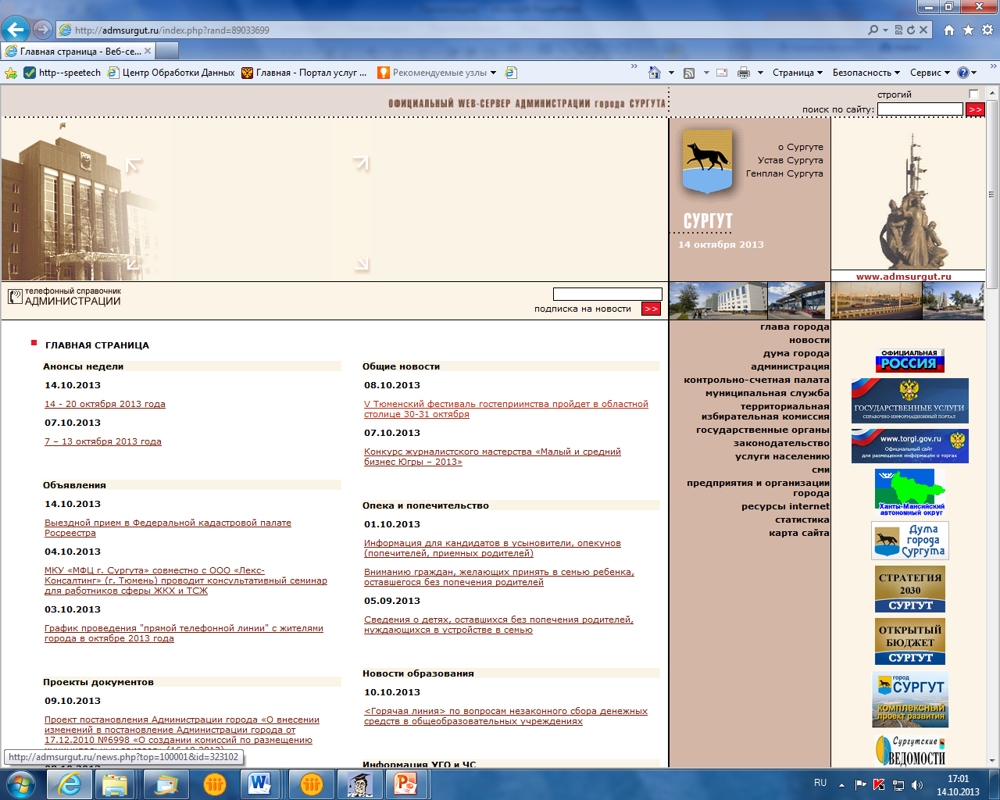 http://admsurgut.ru/index.php?rand=89033699
Главная страница - Веб-се...
http--speetech
Центр Обработки Данных
Главная - Портал услуг ...
Рекомендуемые узлы
Страница
Безопасность
Сервис
ОФИЦИАЛЬНЫЙ WEB-СЕРВЕР АДМИНИСТРАЦИИ города СУРГУТА
строгий
поиск по сайту:
>>
о Сургуте
Устав Сургута
Генплан Сургута
СУРГУТ
14 октября 2013
www.admsurgut.ru
телефонный справочник
АДМИНИСТРАЦИИ
подписка на новости
>>
ГЛАВНАЯ СТРАНИЦА
Анонсы недели
14.10.2013
14 - 20 октября 2013 года
07.10.2013
7 – 13 октября 2013 года
Объявления
14.10.2013
Выездной прием в Федеральной кадастровой палате
Росреестра
04.10.2013
МКУ «МФЦ г. Сургута» совместно с ООО «Лекс-
Консалтинг» (г. Тюмень) проводит консультативный семинар
для работников сферы ЖКХ и ТСЖ
03.10.2013
График проведения "прямой телефонной линии" с жителями
города в октябре 2013 года
Проекты документов
09.10.2013
Проект постановления Администрации города «О внесении
изменений в постановление Администрации города от
17.12.2010 №6998 «О создании комиссий по размещению
http://admsurgut.ru/news.php?top=100001&id=323102
Общие новости
08.10.2013
V Тюменский фестиваль гостеприимства пройдет в областной
столице 30-31 октября
07.10.2013
Конкурс журналистского мастерства «Малый и средний
бизнес Югры – 2013»
Опека и попечительство
01.10.2013
Информация для кандидатов в усыновители, опекунов
(попечителей, приемных родителей)
Вниманию граждан, желающих принять в семью ребенка,
оставшегося без попечения родителей
05.09.2013
Сведения о детях, оставшихся без попечения родителей,
нуждающихся в устройстве в семью
Новости образования
10.10.2013
<Горячая линия> по вопросам незаконного сбора денежных
средств в общеобразовательных учреждениях
Информация УГО и ЧС
глава города
новости
дума города
администрация
контрольно-счетная палата
муниципальная служба
территориальная
избирательная комиссия
государственные органы
законодательство
услуги населению
сми
предприятия и организации
города
ресурсы internet
статистика
карта сайта
ОФИЦИАЛЬНАЯ
РОССИЯ
ГОСУДАРСТВЕННЫЕ УСЛУГИ
СПРАВОЧНО-ИНФОРМАЦИОННЫЙ ПОРТАЛ
www.torgi.gov.ru
Официальный сайт
для размещения информации о торгах
Ханты-Мансийский
автономный округ
Дума
города
Сургута
СТРАТЕГИЯ
2030
СУРГУТ
ОТКРЫТЫЙ
БЮДЖЕТ
СУРГУТ
город
СУРГУТ
КОМПЛЕКСНЫЙ
проект развития
Сургутские
ВЕДОМОСТИ
RU
17:01
14.10.2013